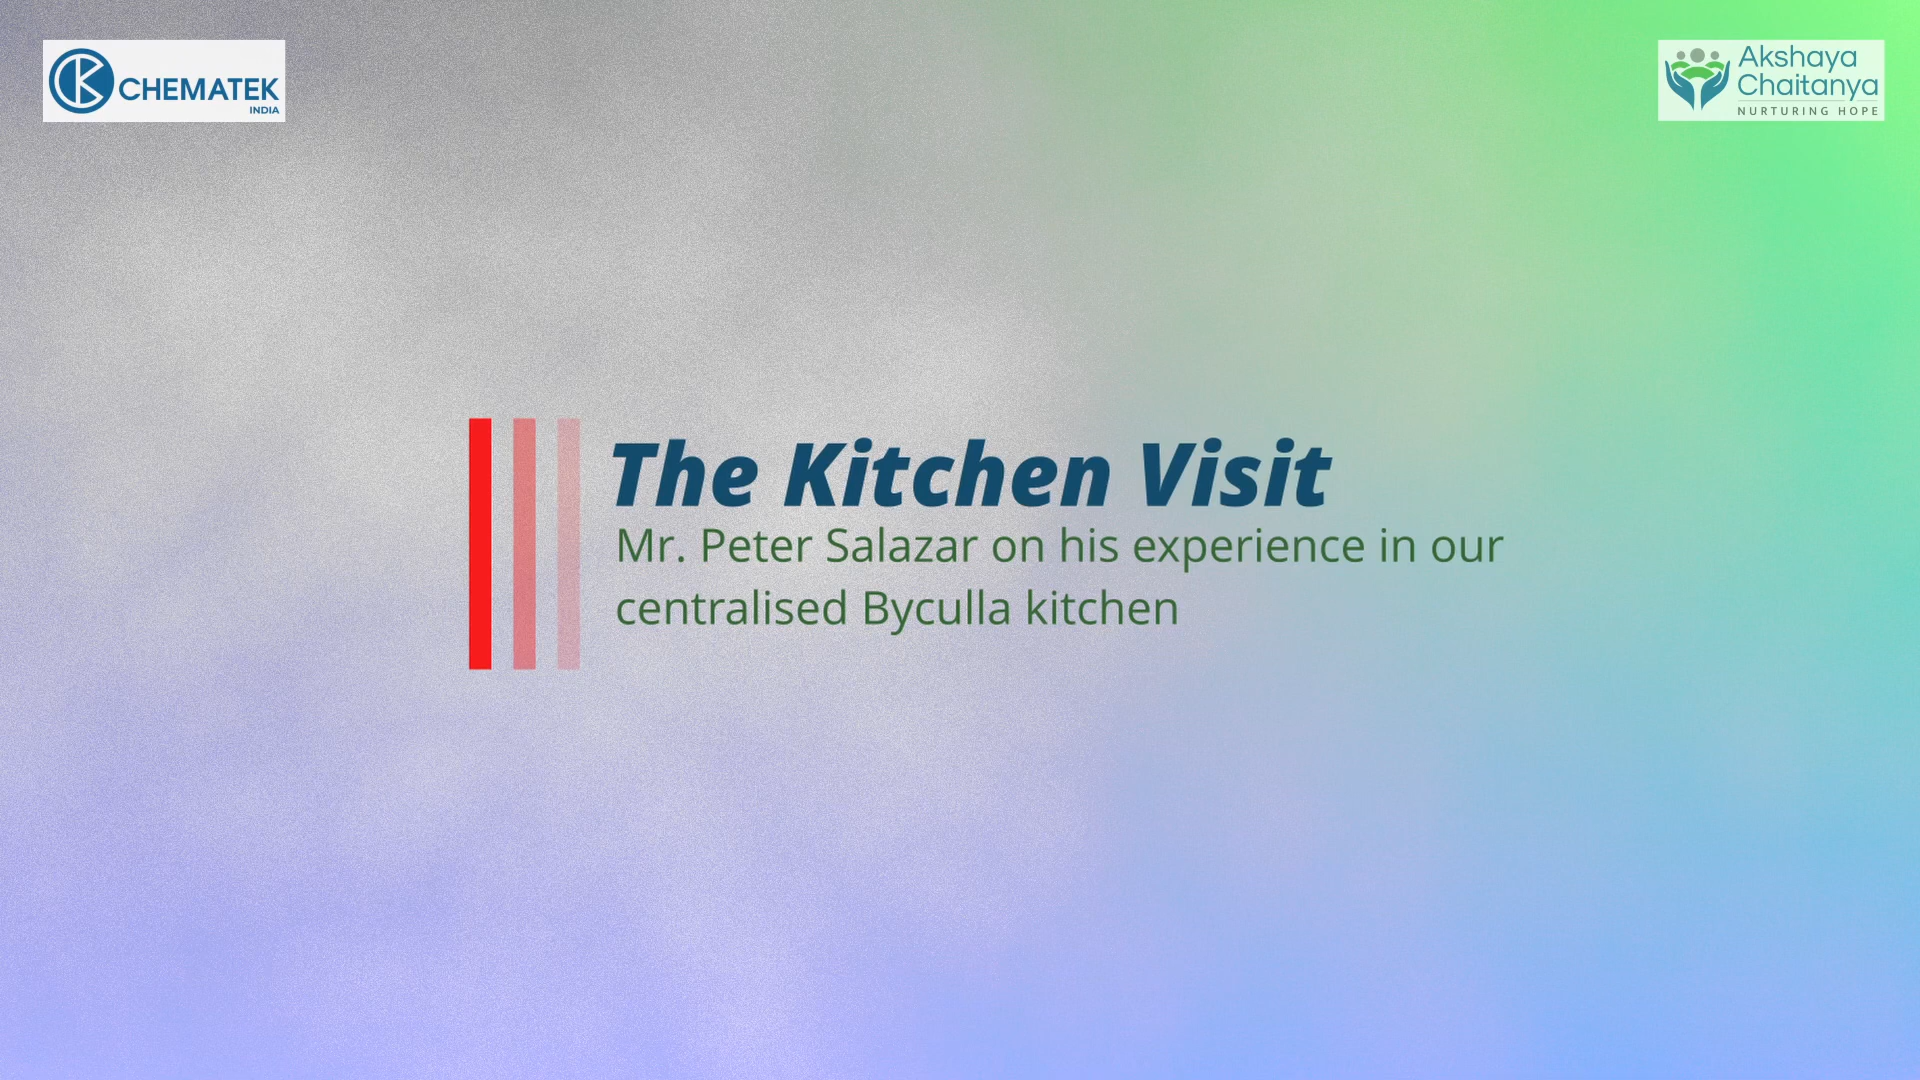 CHEMATEK
INDIA
Akshaya
Chaitanya
NURTURING HOPE
The Kitchen Visit
Mr. Peter Salazar on his experience in our
centralised Byculla kitchen